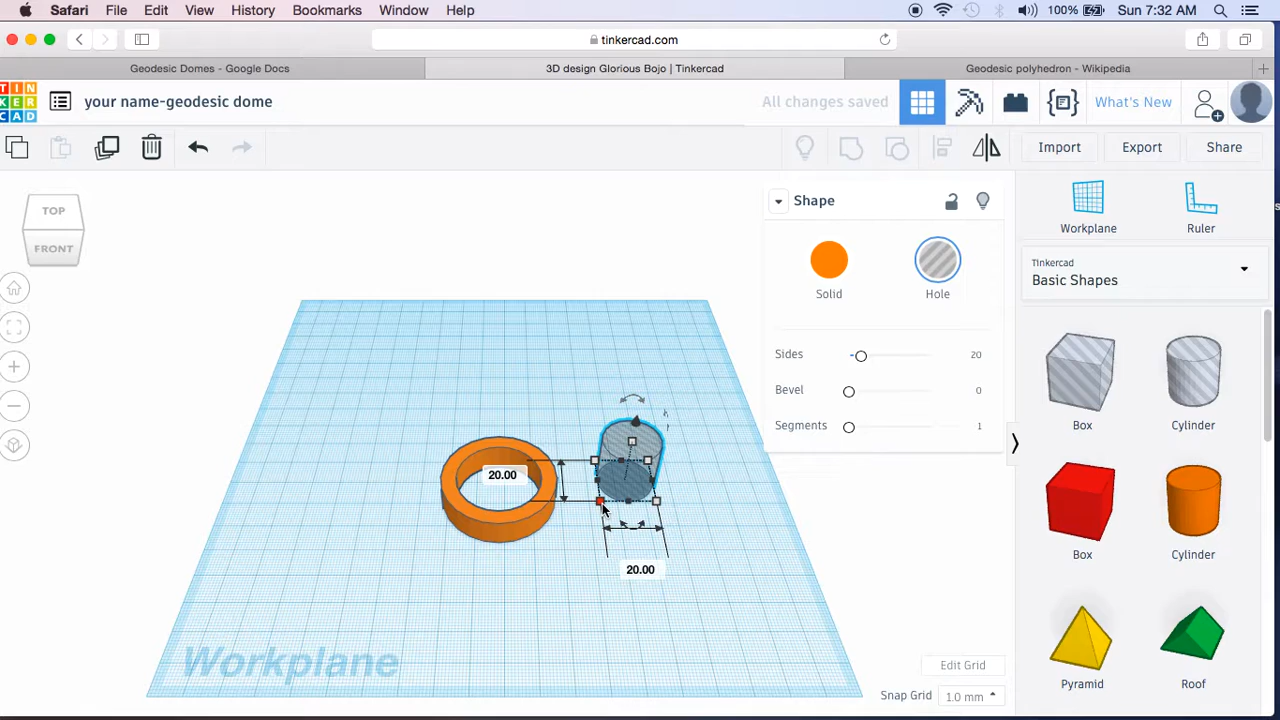 Safari File Edit View History Bookmarks Window Help 100% Sun 7:32 AM
tinkercad.com
Geodesic Domes - Google Docs 3D design Glorious Bojo | Tinkercad Geodesic polyhedron - Wikipedia
TIN
KER
CAD
your name-geodesic dome All changes saved What's New
Import Export Share
TOP
FRONT
Shape
Solid Hole
Sides 20
Bevel 0
Segments 1
Workplane Ruler
Tinkercad
Basic Shapes
Box Cylinder
Box Cylinder
Pyramid Roof
20.00
20.00
Workplane
Edit Grid
Snap Grid 1.0 mm